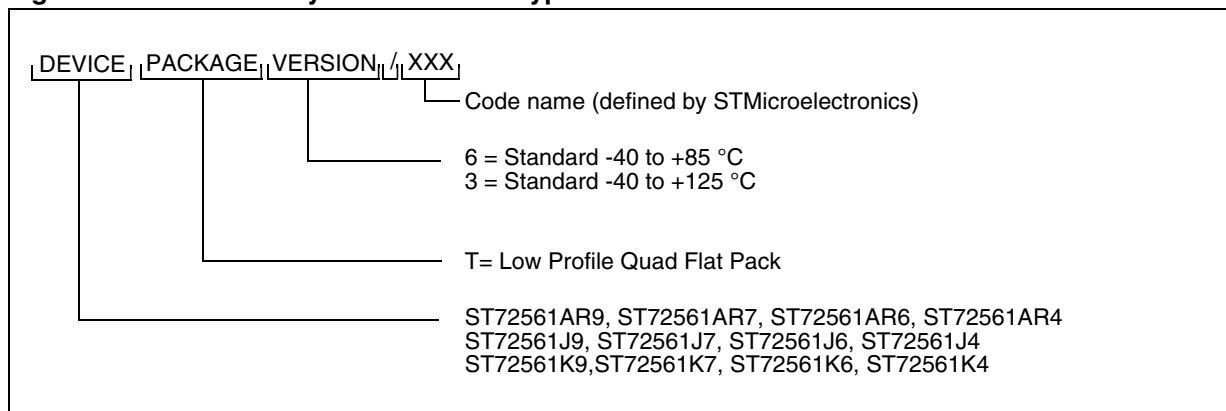 DEVICE PACKAGE VERSION / XXX
Code name (defined by STMicroelectronics)
6 = Standard -40 to +85 °C
3 = Standard -40 to +125 °C
T= Low Profile Quad Flat Pack
ST72561AR9, ST72561AR7, ST72561AR6, ST72561AR4
ST72561J9, ST72561J7, ST72561J6, ST72561J4
ST72561K9,ST72561K7, ST72561K6, ST72561K4